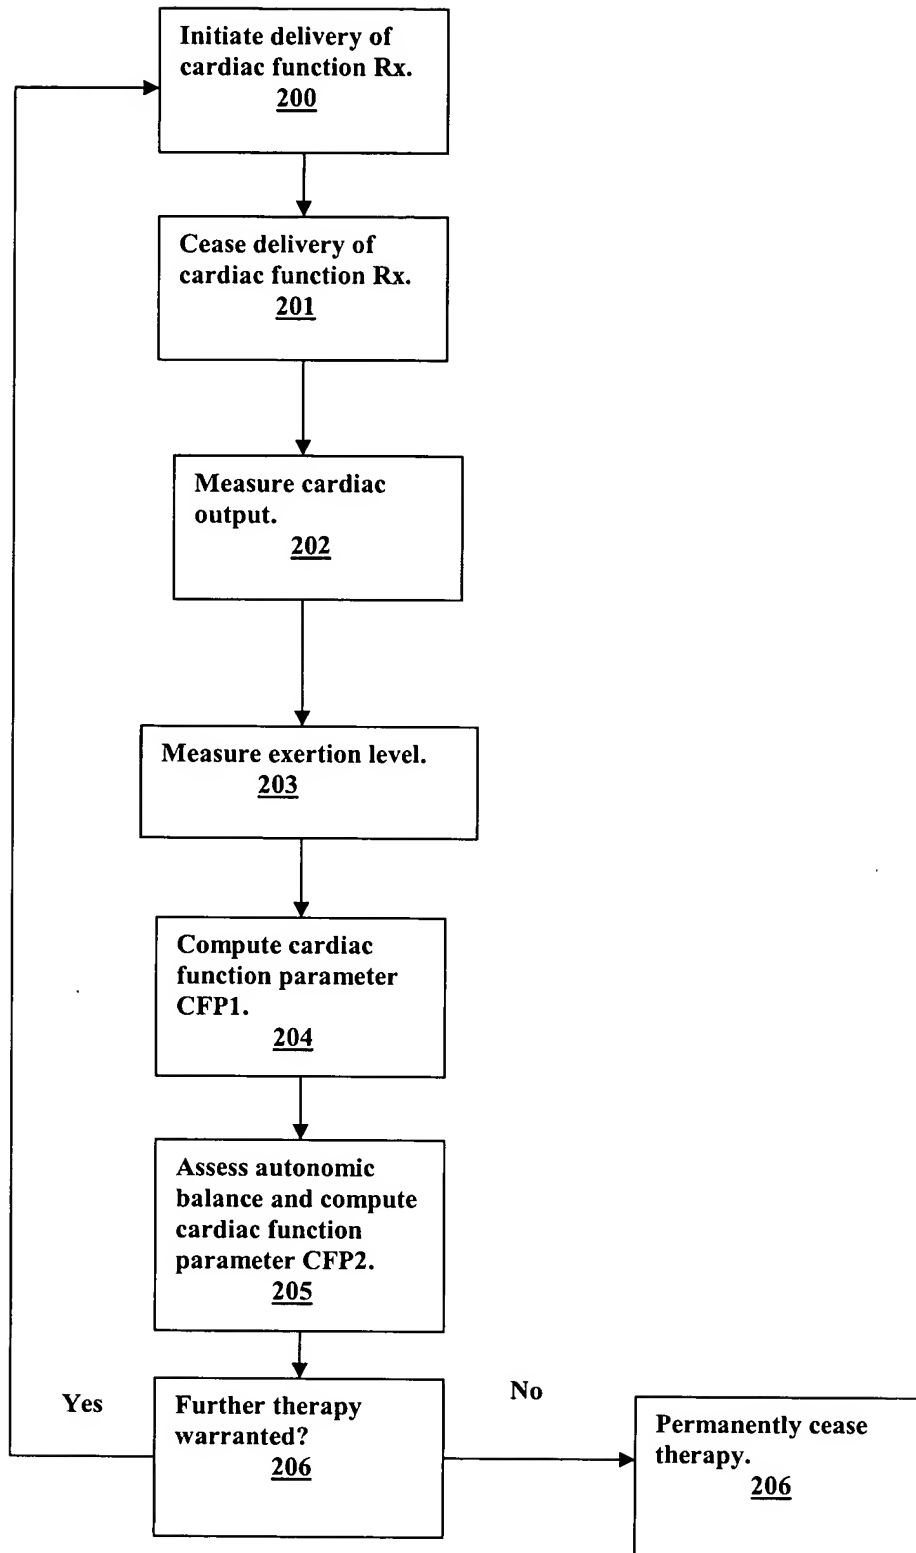 Initiate delivery of
cardiac function Rx.
200
Cease delivery of
cardiac function Rx.
201
Measure cardiac
output.
202
Measure exertion level.
203
Compute cardiac
function parameter
CFP1.
204
Assess autonomic
balance and compute
cardiac function
parameter CFP2.
205
Yes
Further therapy
warranted?
206
No
Permanently cease
therapy.
206